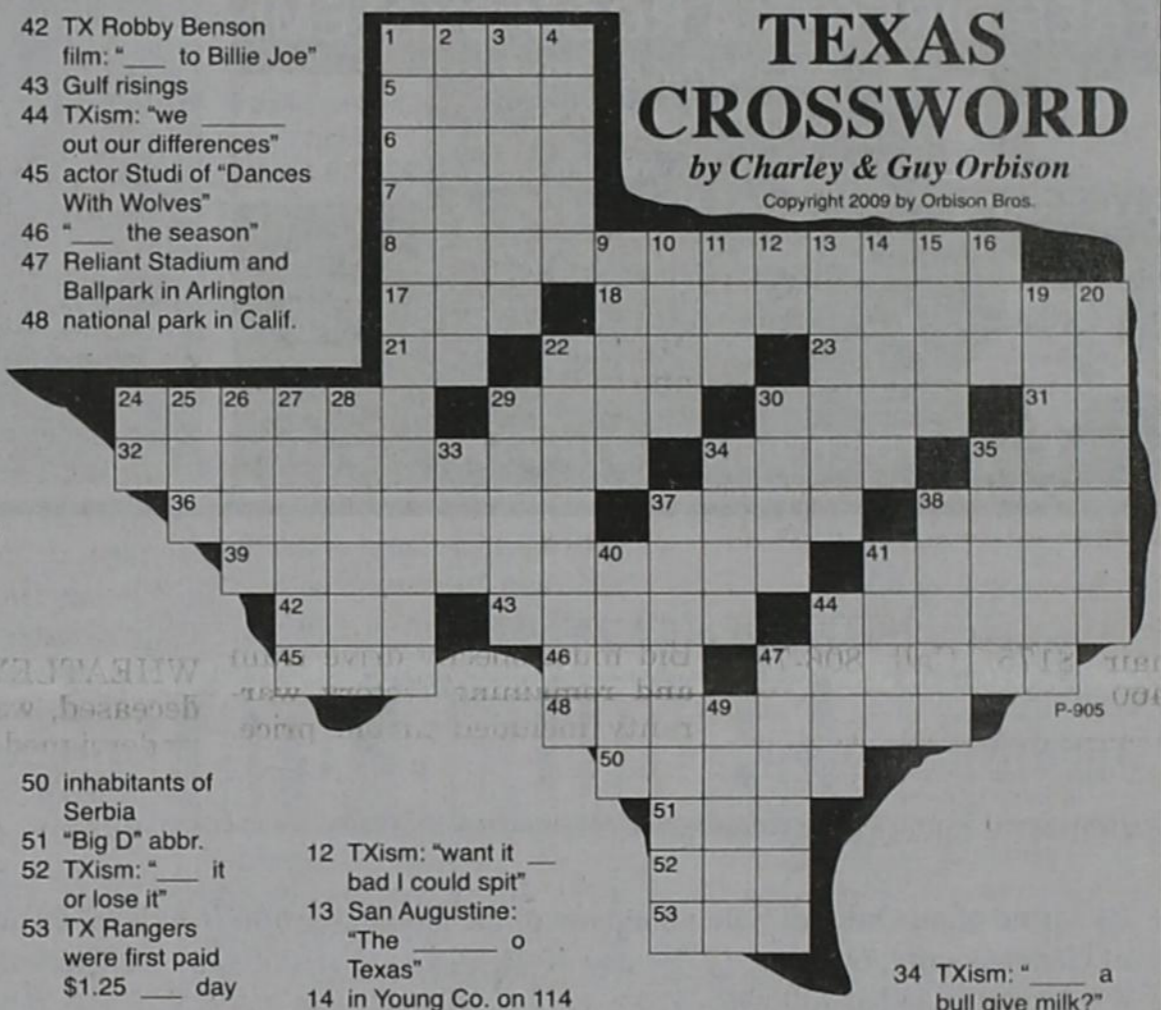 42 TX Robby Benson
film: “___ to Billie Joe”
43 Gulf risings
44 TXism: “we ______
out our differences”
45 actor Studi of “Dances
With Wolves”
46 “___ the season”
47 Reliant Stadium and
Ballpark in Arlington
48 national park in Calif.
TEXAS
CROSSWORD
by Charley & Guy Orbison
Copyright 2009 by Orbison Bros.
1 2 3 4
5
6
7
8 9 10 11 12 13 14 15 16
17 18 19 20
21 22 23
24 25 26 27 28 29 30 31
32 33 34 35
36 37 38
39 40 41
42 43 44
45 46 47
48 49
P-905
50
51
52
53
50 inhabitants of
Serbia
51 “Big D” abbr.
52 TXism: “___ it
or lose it”
53 TX Rangers
were first paid
$1.25 ___ day
12 TXism: “want it __
bad I could spit”
13 San Augustine:
“The _______ o
Texas”
14 in Young Co. on 114
34 TXism: “____ a
bull give milk?”